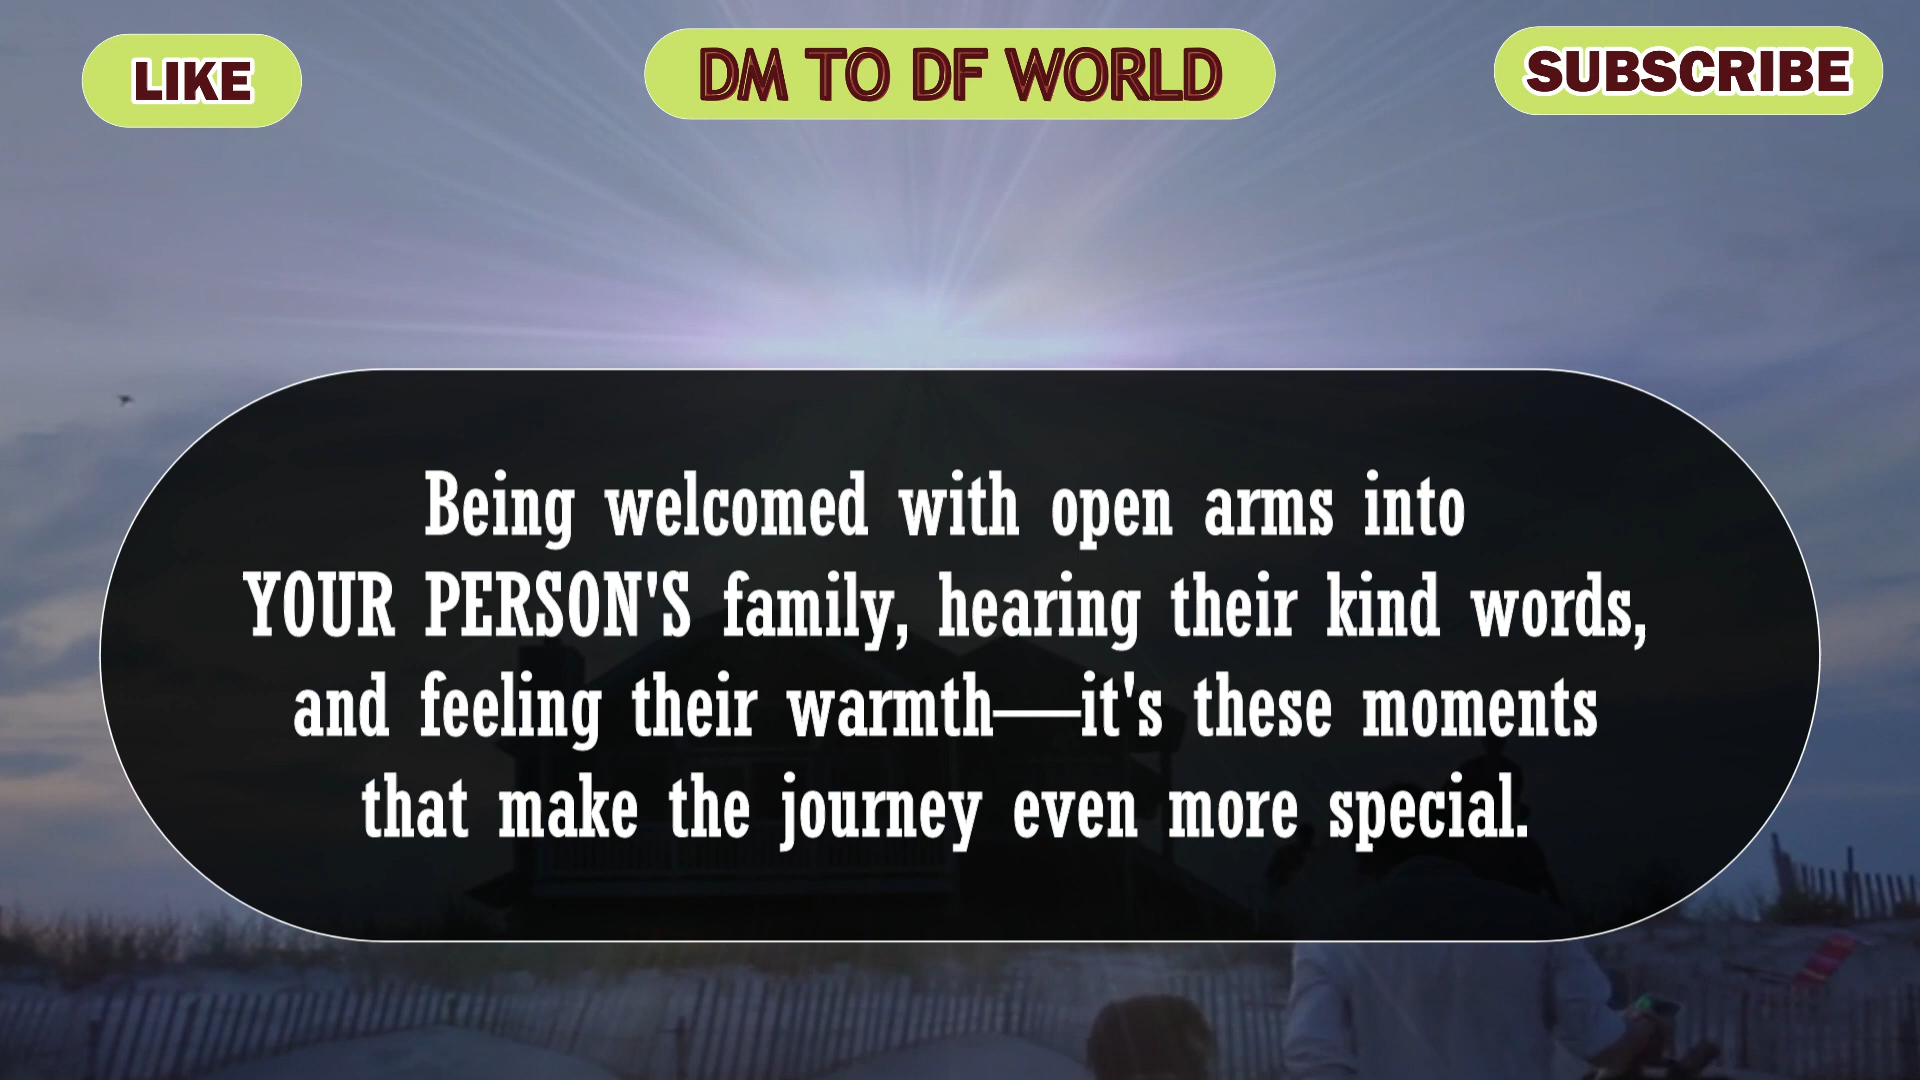 LIKE
DM TO DF WORLD
SUBSCRIBE
Being welcomed with open arms into
YOUR PERSON'S family, hearing their kind words,
and feeling their warmth—it's these moments
that make the journey even more special.